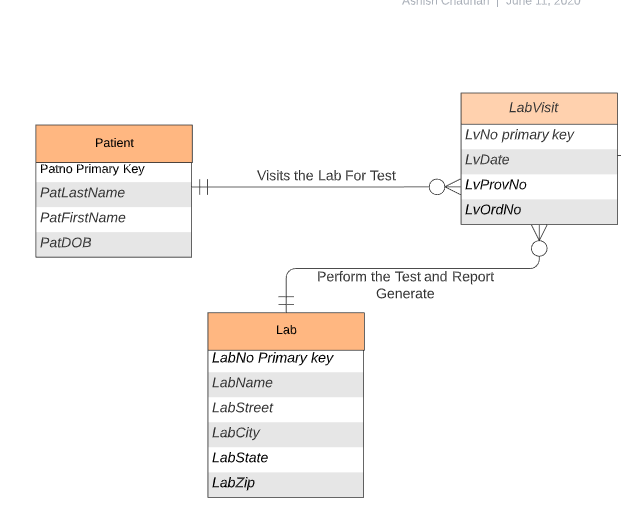 Ashish Chauhan | June 11, 2020
LabVisit
LvNo primary key
LvDate
LvProvNo
LvOrdNo
Patient
Patno Primary Key
PatLastName
PatFirstName
PatDOB
Visits the Lab For Test
Perform the Test and Report
Generate
Lab
LabNo Primary key
LabName
LabStreet
LabCity
LabState
LabZip